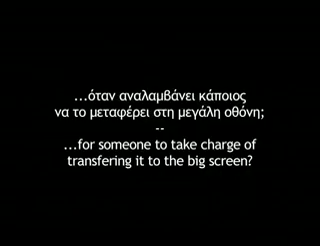 ...όταν αναλαμβάνει κάποιος
να το μεταφέρει στη μεγάλη οθόνη;
--
...for someone to take charge of
transfering it to the big screen?